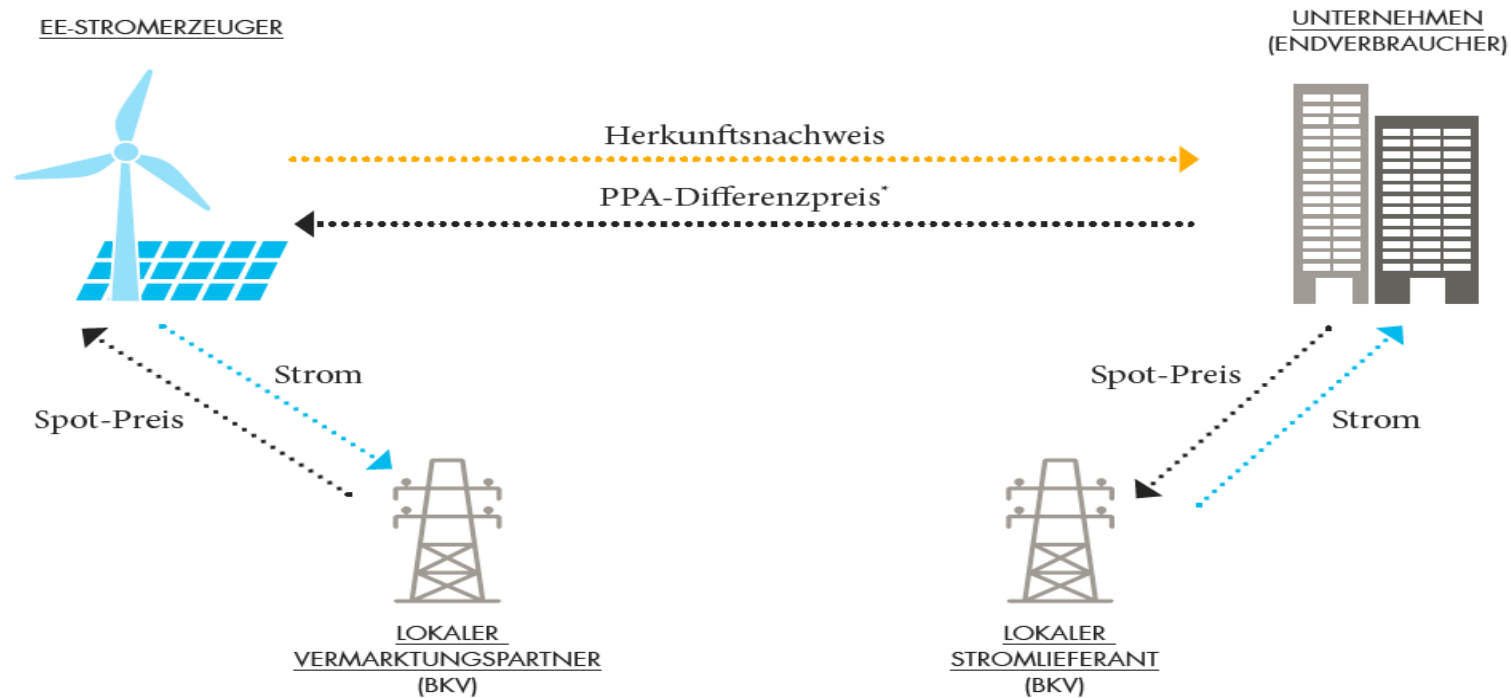 EE-STROMERZEUGER
UNTERNEHMEN
(ENDVERBRAUCHER)
Herkunftsnachweis
PPA-Differenzpreis*
Strom
Spot-Preis
Spot-Preis
Strom
LOKALER
VERMARKTUNGSPARTNER
(BKV)
LOKALER
STROMLIEFERANT
(BKV)